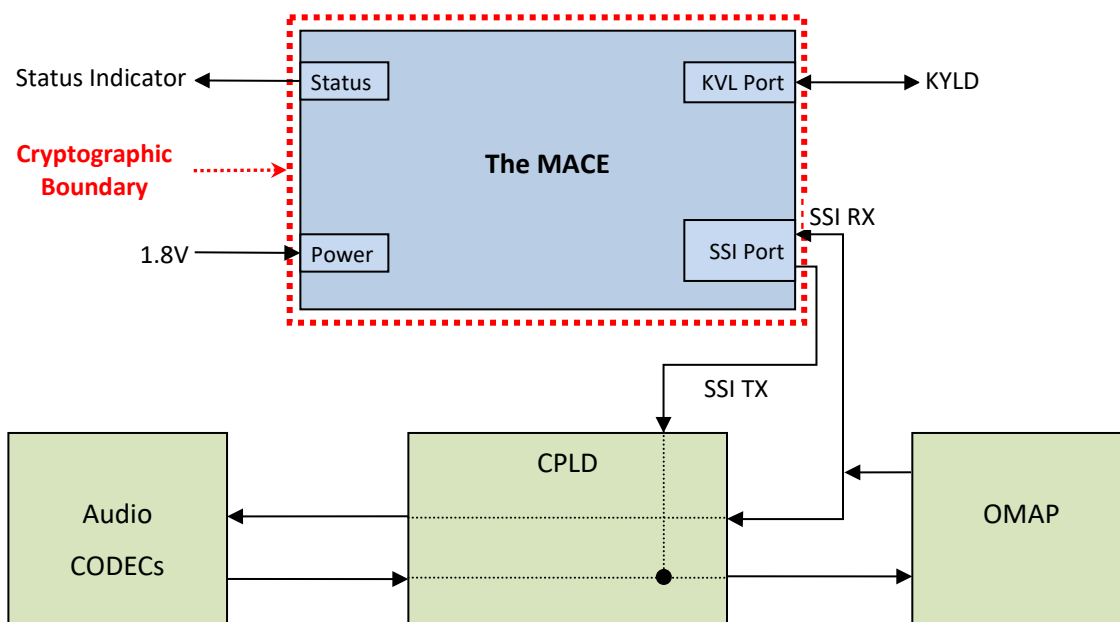 Status Indicator
Status
KVL Port
KYLD
Cryptographic
Boundary
The MACE
SSI RX
1.8V
Power
SSI Port
SSI TX
CPLD
Audio
CODECs
OMAP